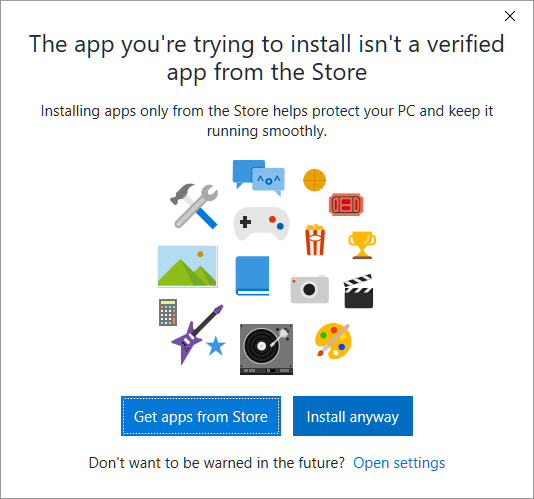 The app you're trying to install isn't a verified
app from the Store
Installing apps only from the Store helps protect your PC and keep it
running smoothly.
^o^
Get apps from Store
Install anyway
Don't want to be warned in the future? Open settings